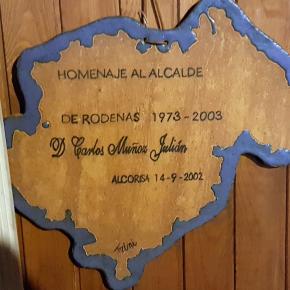 HOMENAJE AL ALCALDE
DE RODENAS 1973-2003
D Carlos Muñoz Julián
ALCORISA 14-9-2002